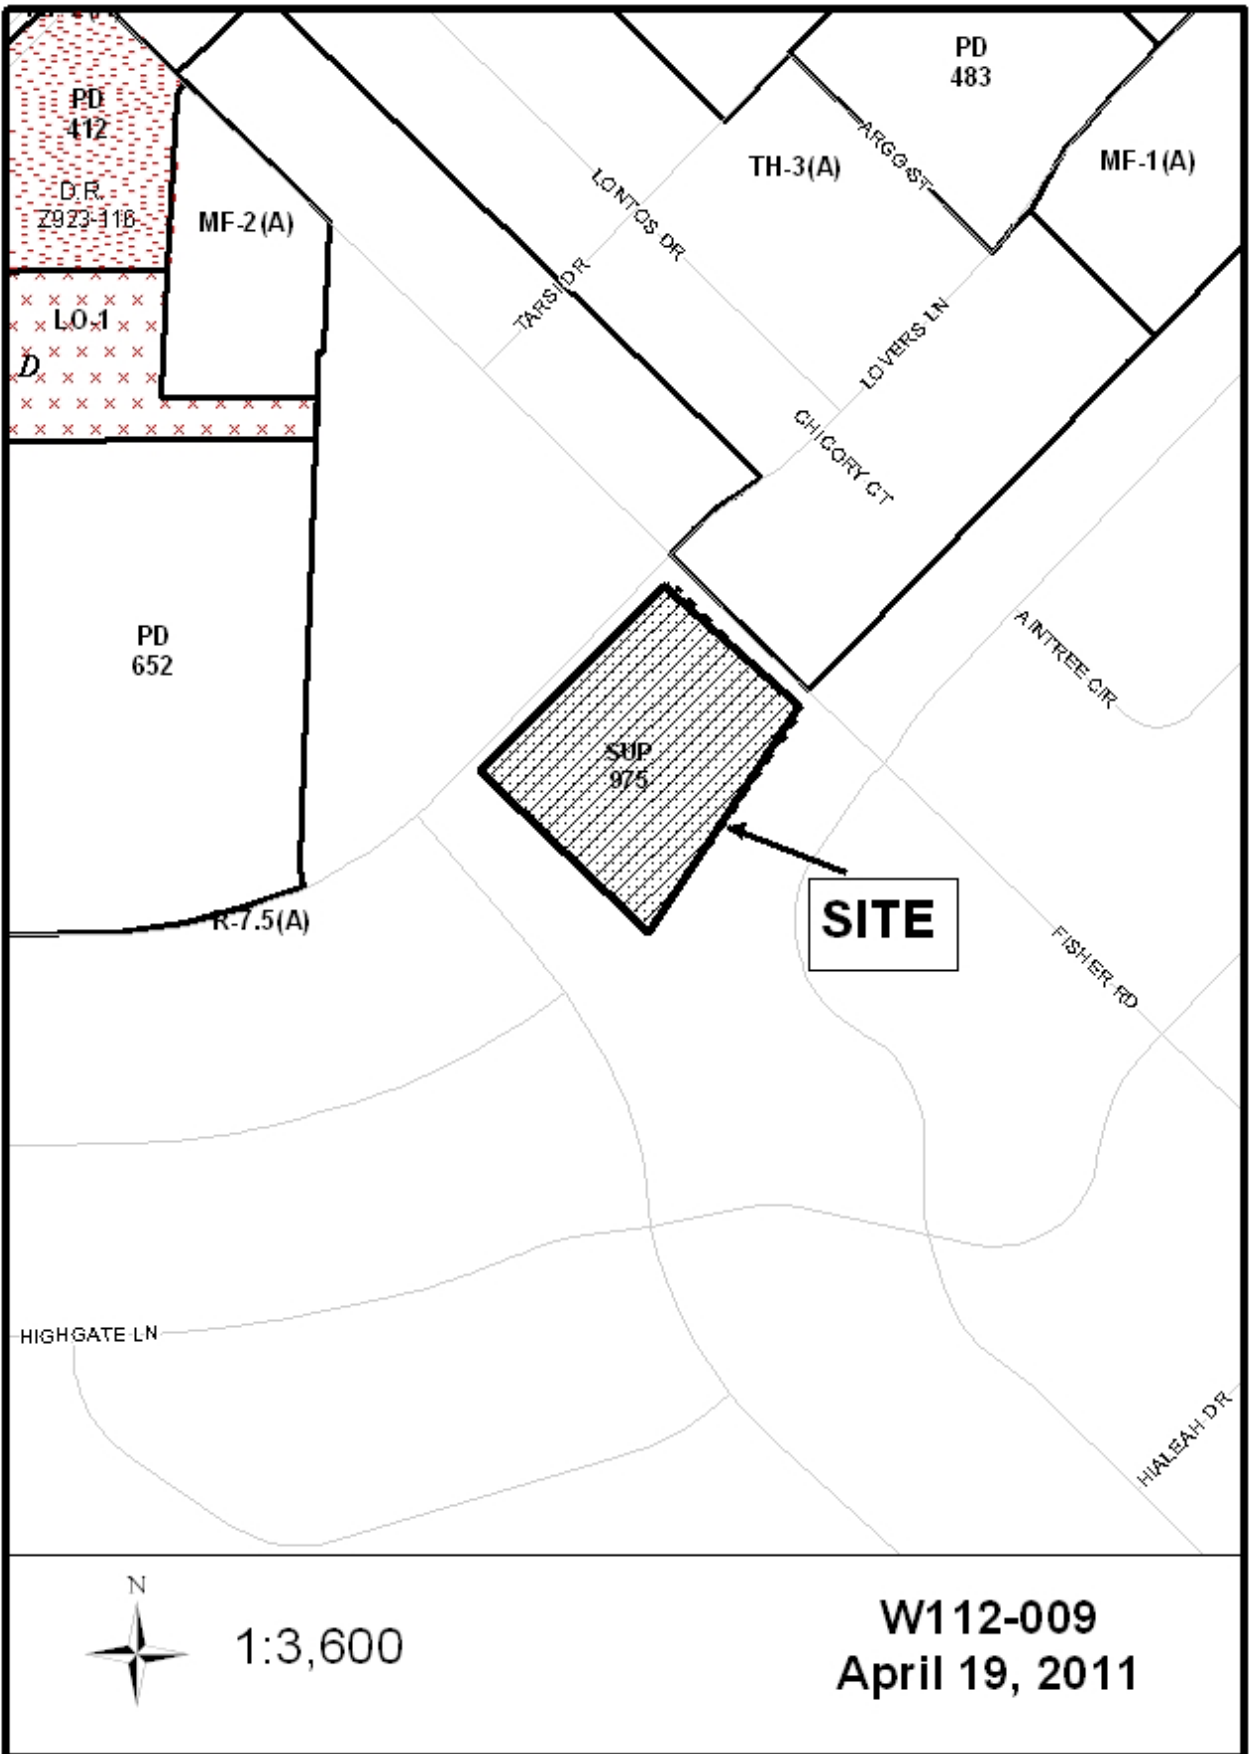 PD
483
PD
412
ARGO ST
TH-3(A)
MF-1(A)
D.R.
Z923-116
MF-2(A)
LONTOS DR
TARSI DR
LO-1
D
LOVERS LN
CHICORY CT
PD
652
AINTREE CIR
SUP
975
SITE
R-7.5(A)
FISHER RD
HIGHGATE LN
HIALEAH DR
N
1:3,600
W112-009
April 19, 2011